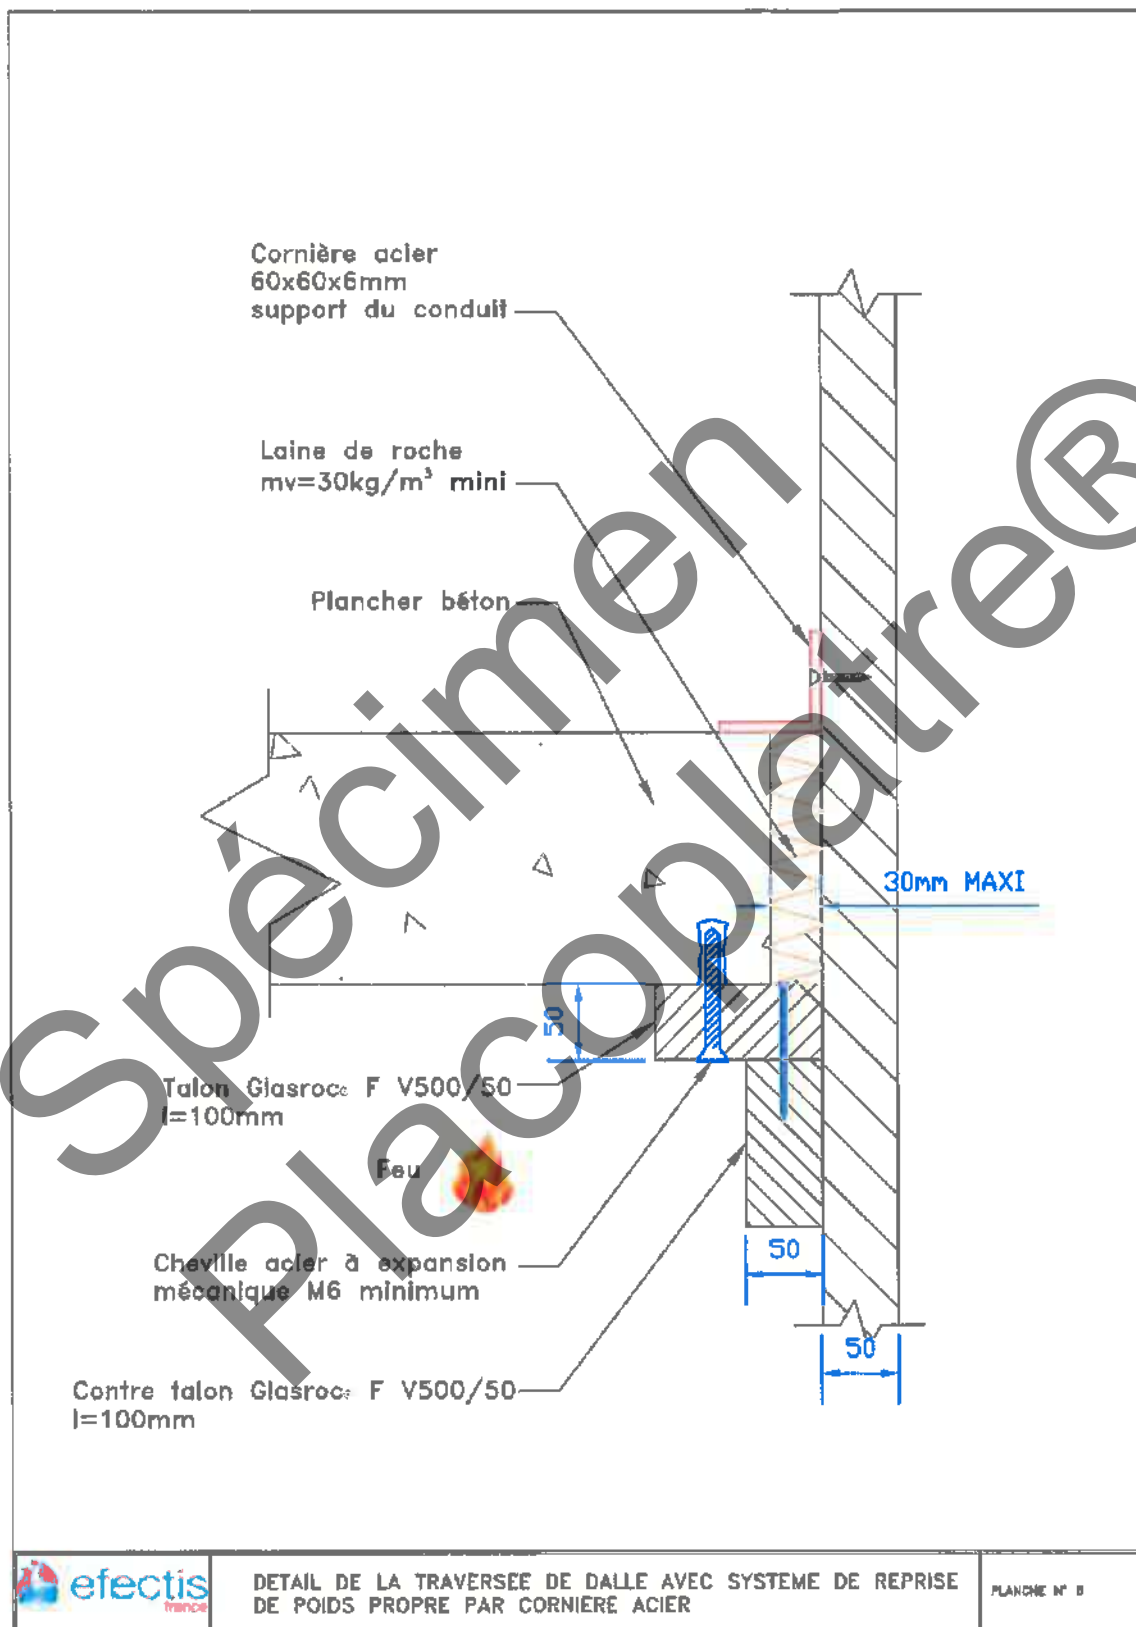 Cornière acier
60x60x6mm
support du conduit
Laine de roche
mv=30kg/m³ mini
Plancher béton
30mm MAXI
50
Talon Glasroc F V500/50
l=100mm
Feu
Cheville acier à expansion
mécanique M6 minimum
50
50
Contre talon Glasroc F V500/50
l=100mm
Spécimen
Placoplatre®
efectis
france
DETAIL DE LA TRAVERSEE DE DALLE AVEC SYSTEME DE REPRISE
DE POIDS PROPRE PAR CORNIERE ACIER
PLANCHE N°